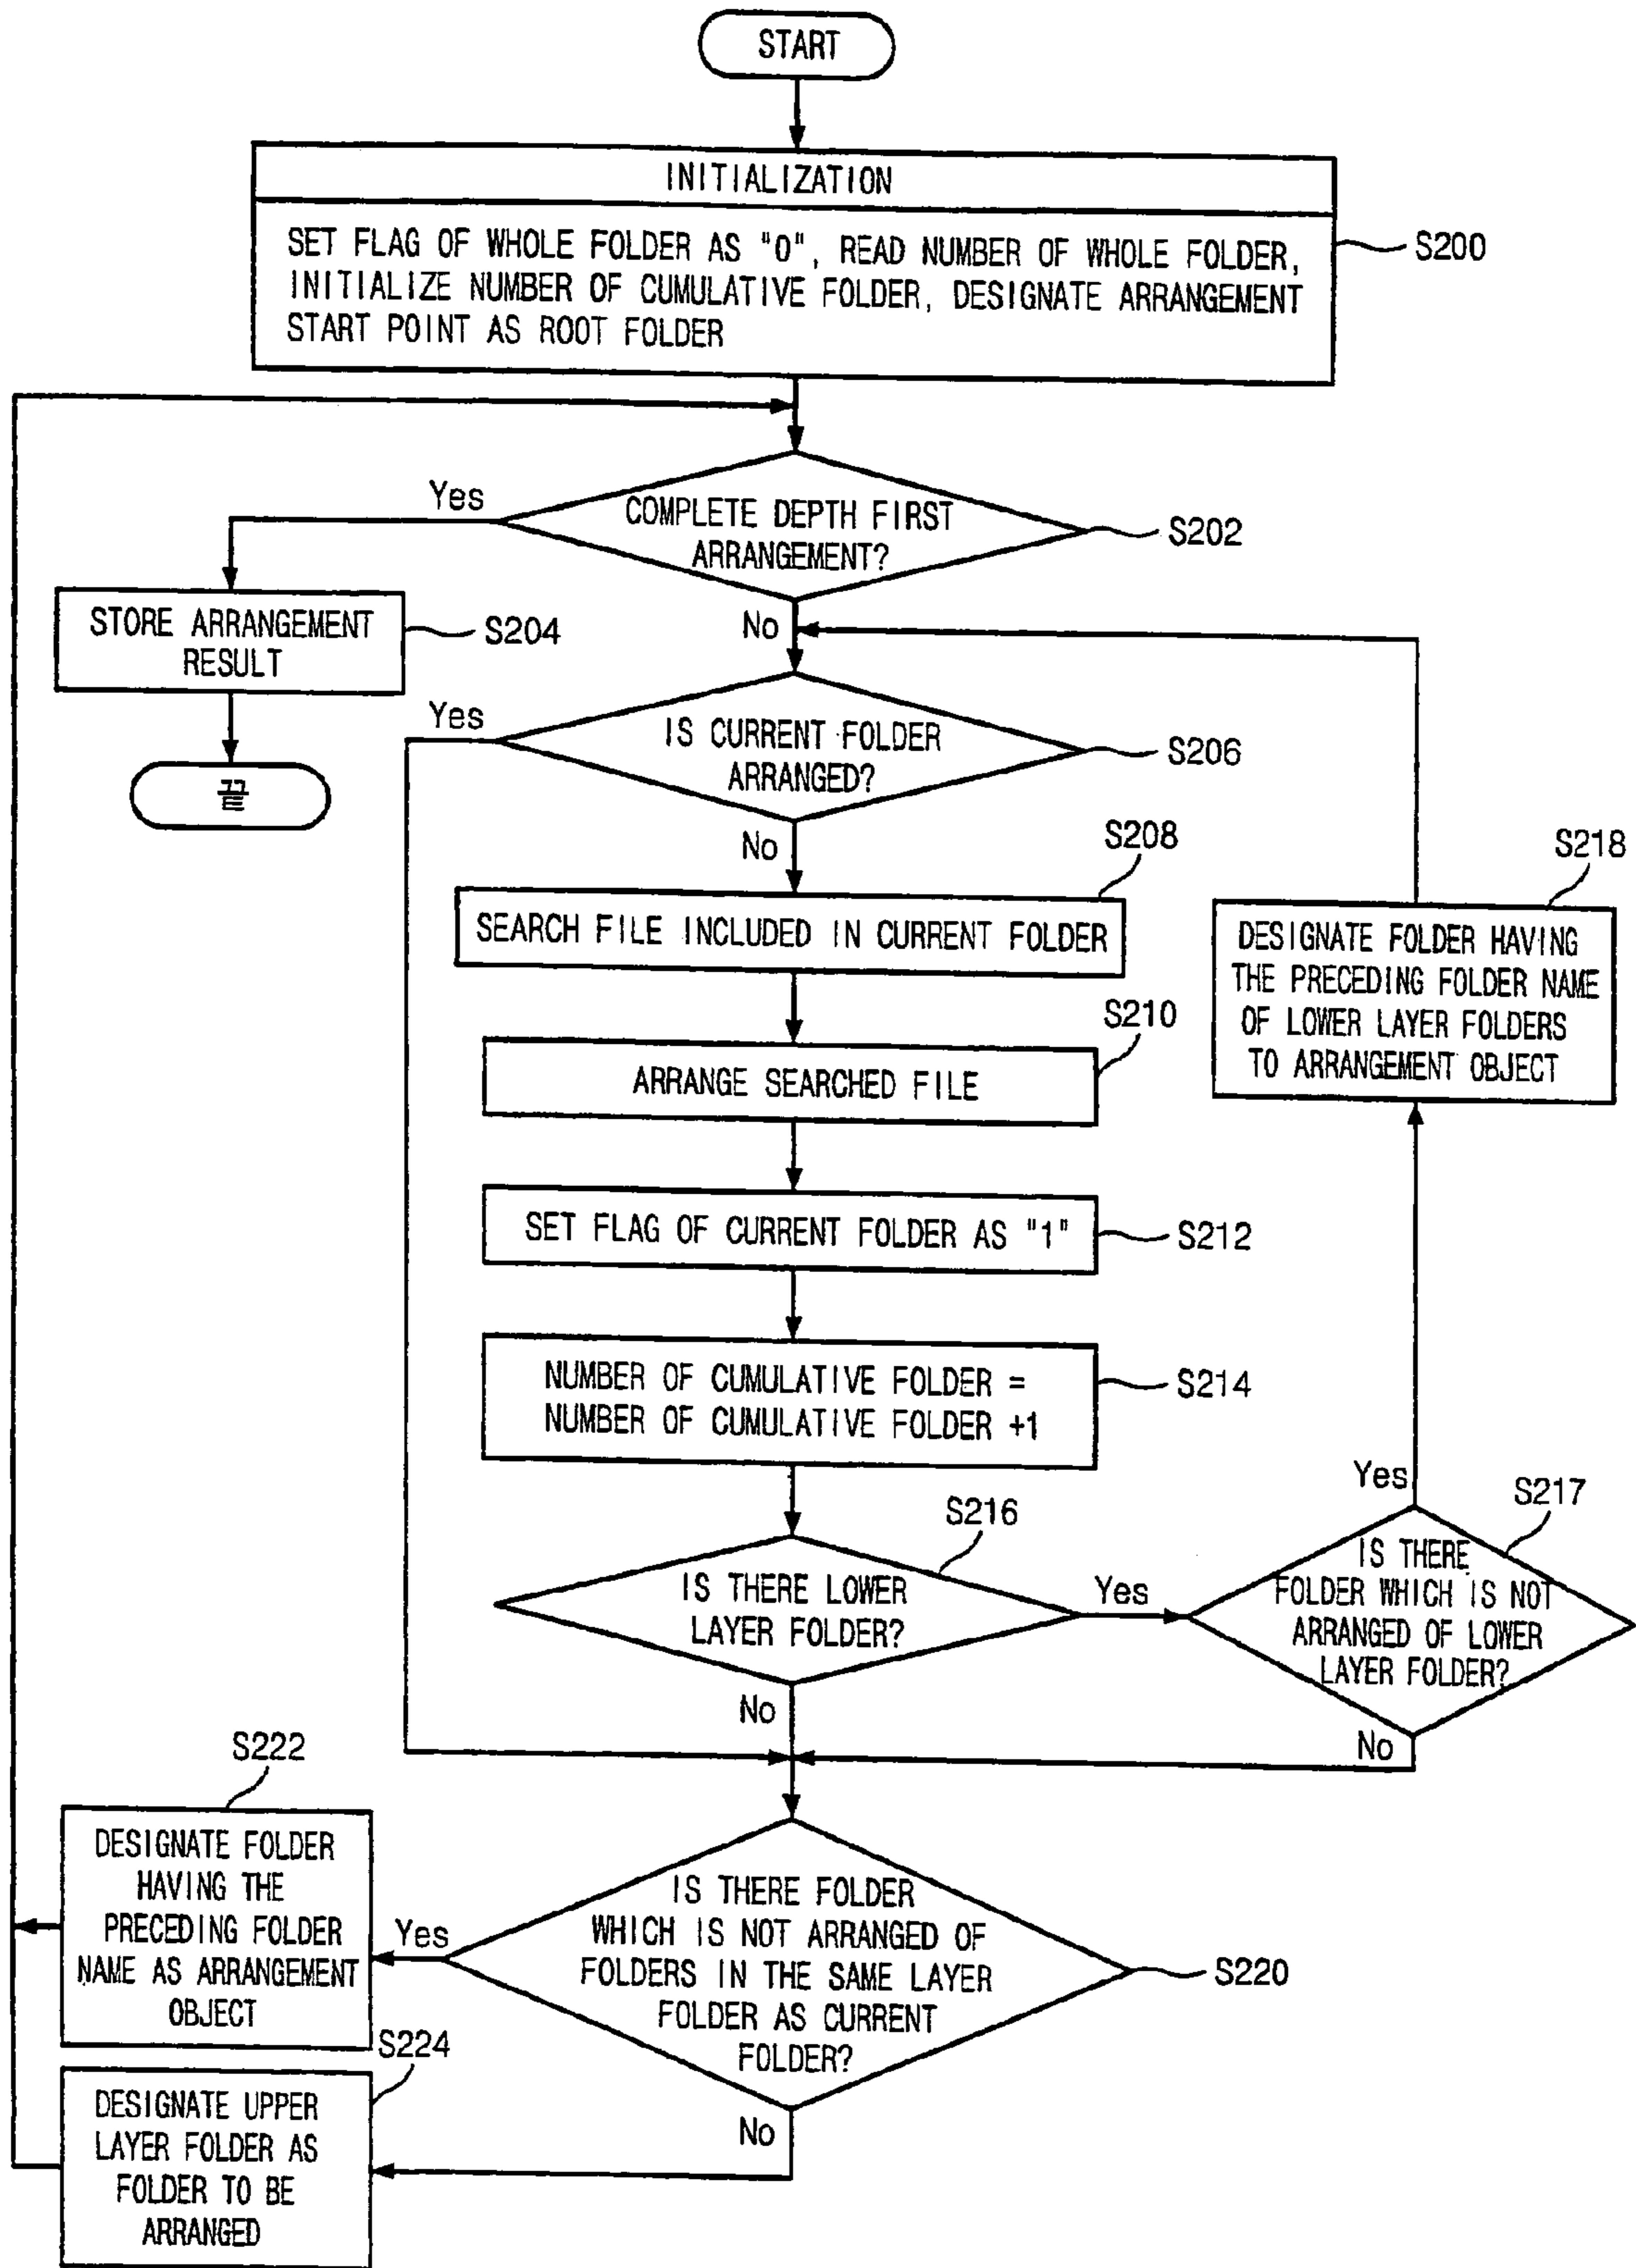 START
INITIALIZATION
SET FLAG OF WHOLE FOLDER AS "0", READ NUMBER OF WHOLE FOLDER,
INITIALIZE NUMBER OF CUMULATIVE FOLDER, DESIGNATE ARRANGEMENT
START POINT AS ROOT FOLDER
S200
Yes
COMPLETE DEPTH FIRST
ARRANGEMENT?
S202
STORE ARRANGEMENT
RESULT
S204
No
끝
Yes
IS CURRENT FOLDER
ARRANGED?
S206
No
S208
SEARCH FILE INCLUDED IN CURRENT FOLDER
S218
DESIGNATE FOLDER HAVING
THE PRECEDING FOLDER NAME
OF LOWER LAYER FOLDERS
TO ARRANGEMENT OBJECT
S210
ARRANGE SEARCHED FILE
SET FLAG OF CURRENT FOLDER AS "1"
S212
NUMBER OF CUMULATIVE FOLDER =
NUMBER OF CUMULATIVE FOLDER +1
S214
S216
IS THERE LOWER
LAYER FOLDER?
Yes
Yes
S217
IS THERE
FOLDER WHICH IS NOT
ARRANGED OF LOWER
LAYER FOLDER?
No
No
S222
DESIGNATE FOLDER
HAVING THE
PRECEDING FOLDER
NAME AS ARRANGEMENT
OBJECT
Yes
IS THERE FOLDER
WHICH IS NOT ARRANGED OF
FOLDERS IN THE SAME LAYER
FOLDER AS CURRENT
FOLDER?
S220
S224
DESIGNATE UPPER
LAYER FOLDER AS
FOLDER TO BE
ARRANGED
No